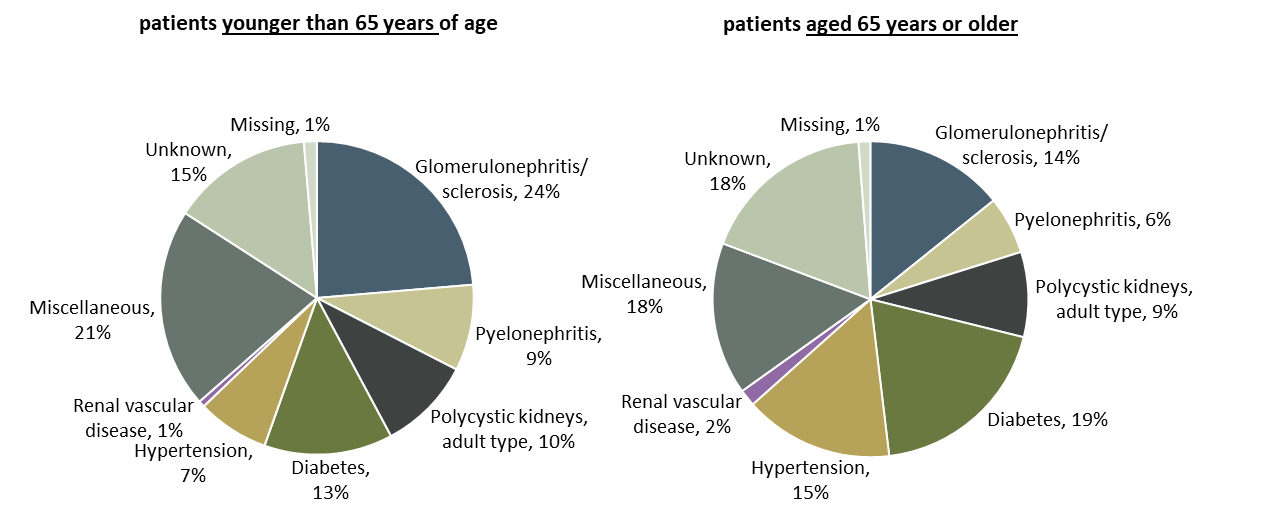 patients younger than 65 years of age
Missing, 1%
Unknown,
15%
Glomerulonephritis/
sclerosis, 24%
Miscellaneous,
21%
Pyelonephritis,
9%
Renal vascular
disease, 1%
Polycystic kidneys,
adult type, 10%
Hypertension,
7%
Diabetes,
13%
patients aged 65 years or older
Missing, 1%
Glomerulonephritis/
sclerosis, 14%
Unknown,
18%
Pyelonephritis, 6%
Miscellaneous,
18%
Polycystic kidneys,
adult type, 9%
Renal vascular
disease, 2%
Diabetes, 19%
Hypertension,
15%